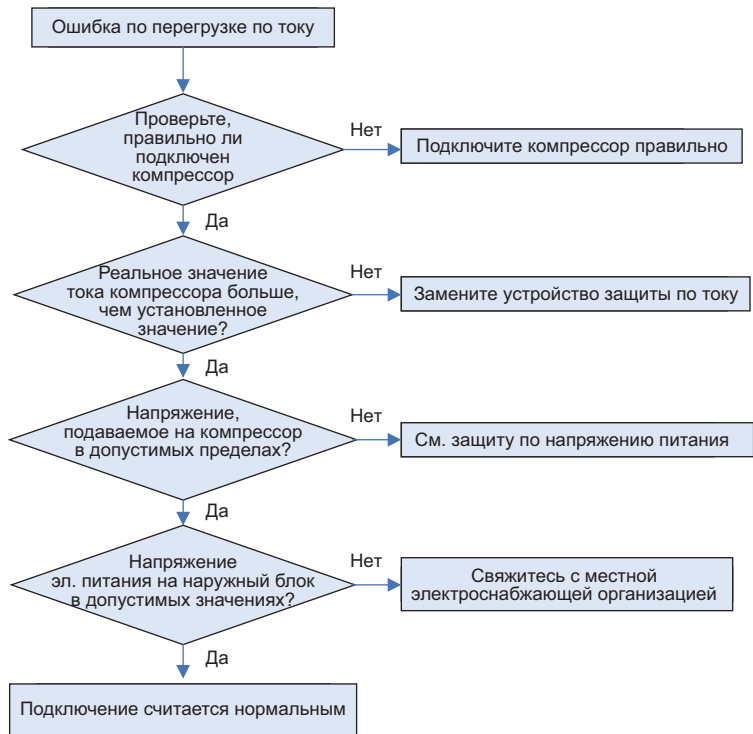 Ошибка по перегрузке по току
Проверьте,
правильно ли
подключен
компрессор
Нет
Подключите компрессор правильно
Да
Реальное значение
тока компрессора больше,
чем установленное
значение?
Нет
Замените устройство защиты по току
Да
Напряжение,
подаваемое на компрессор
в допустимых пределах?
Нет
См. защиту по напряжению питания
Да
Напряжение
эл. питания на наружный блок
в допустимых значениях?
Нет
Свяжитесь с местной
электроснабжающей организацией
Да
Подключение считается нормальным